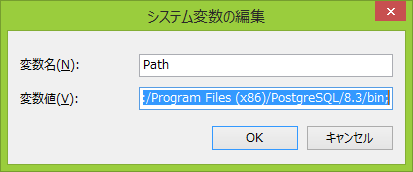 システム変数の編集
変数名(N):
Path
変数値(V):
:/Program Files (x86)/PostgreSQL/8.3/bin;
OK
キャンセル